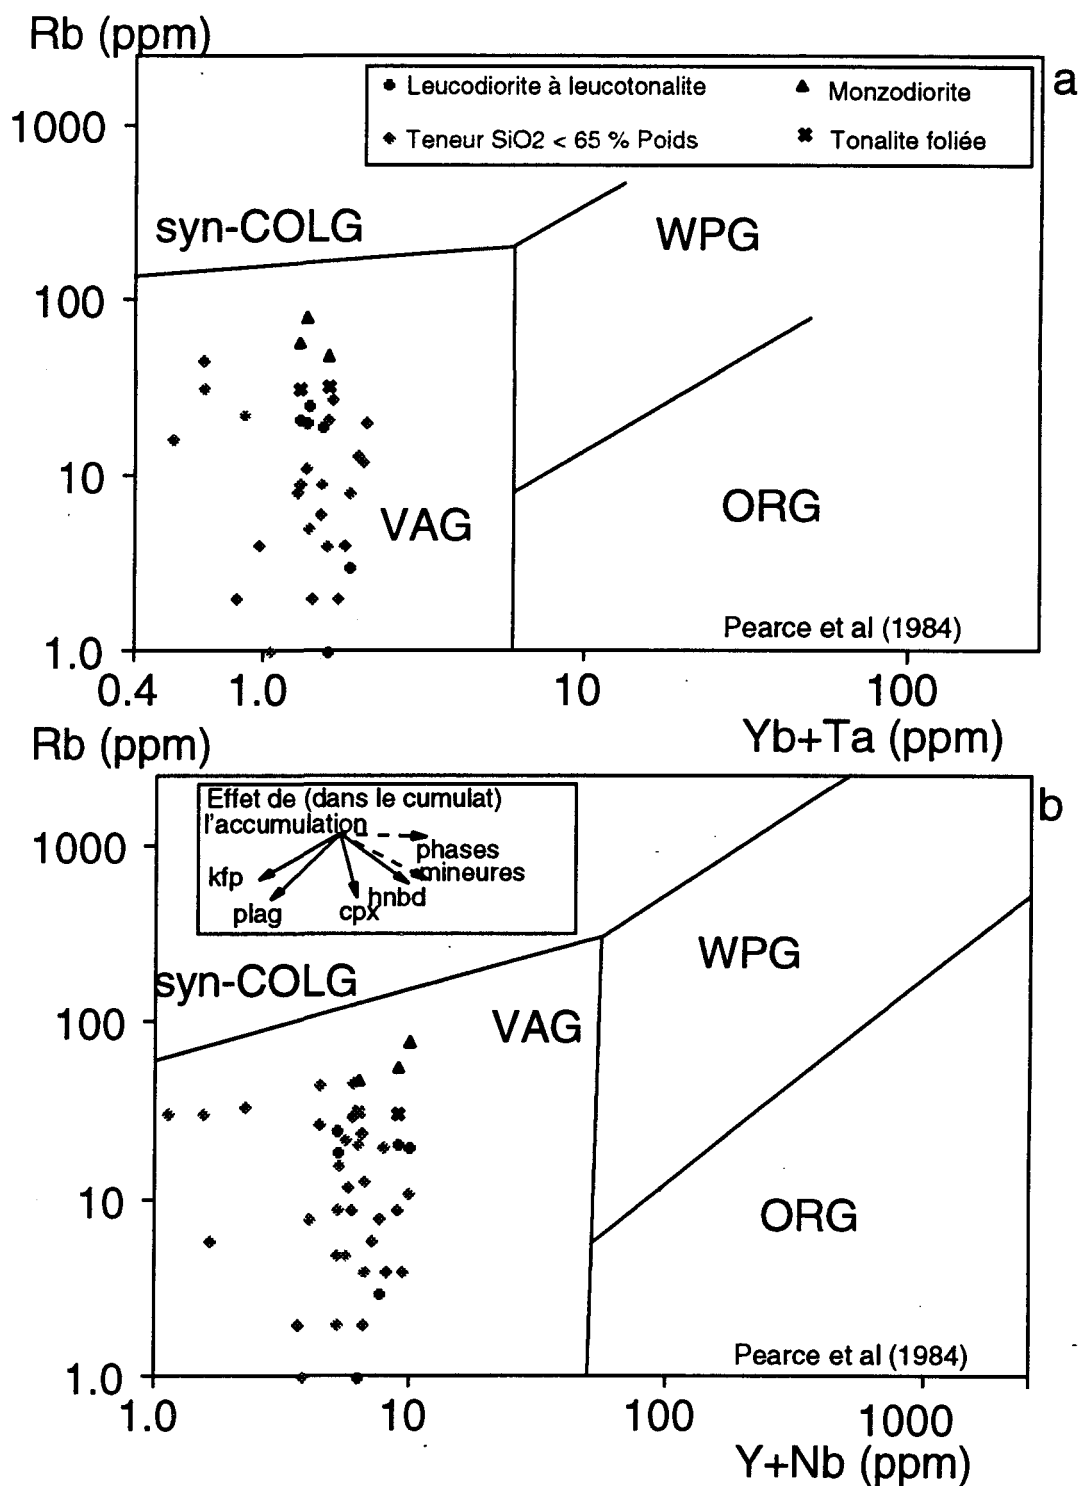 Rb (ppm)
a
Leucodiorite à leucotonalite
Monzodiorite
Teneur SiO2 < 65 % Poids
Tonalite foliée
1000
syn-COLG
WPG
100
10
VAG
ORG
Pearce et al (1984)
1.0
0.4
1.0
10
100
Yb+Ta (ppm)
Rb (ppm)
b
Effet de (dans le cumulat)
l'accumulation
phases
mineures
kfp
hnbd
plag
cpx
1000
WPG
syn-COLG
VAG
100
10
ORG
Pearce et al (1984)
1.0
1.0
10
100
1000
Y+Nb (ppm)